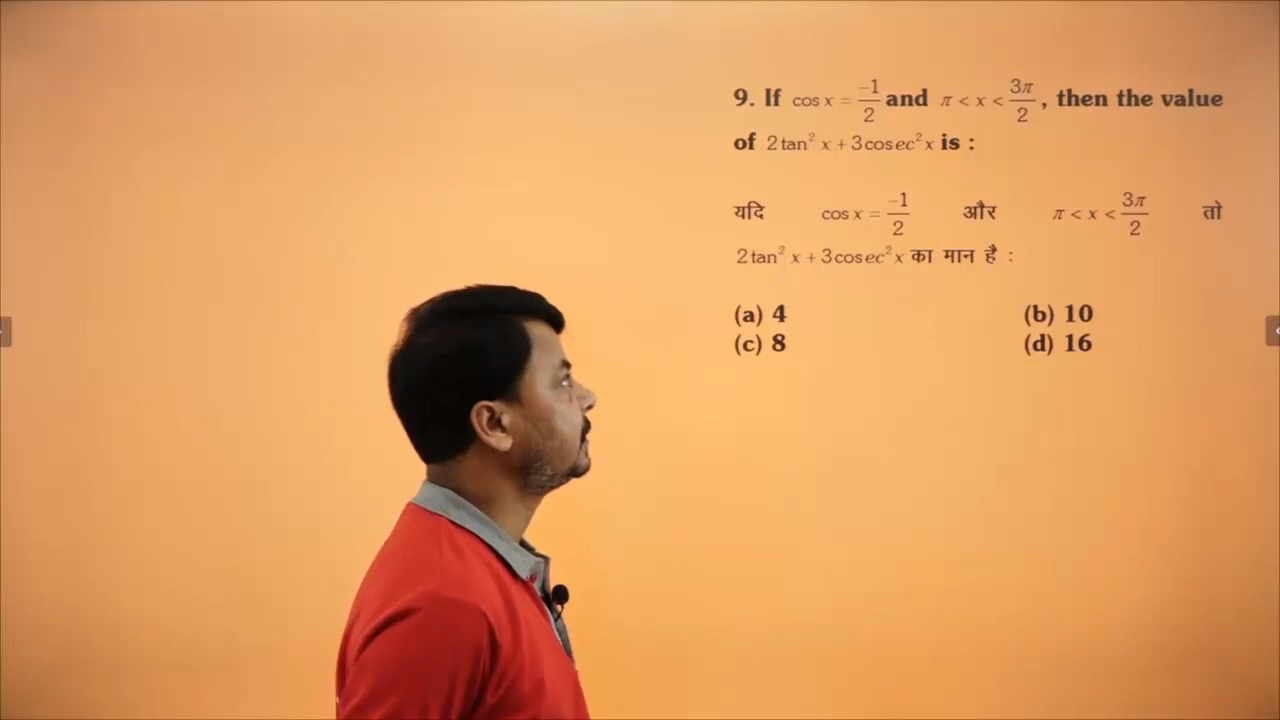 9. If cos x = -1/2 and π < x < 3π/2, then the value
of 2tan² x + 3cosec² x is :
यदि cos x = -1/2 और π < x < 3π/2 तो
2tan² x + 3cosec² x का मान है :
(a) 4 (b) 10
(c) 8 (d) 16